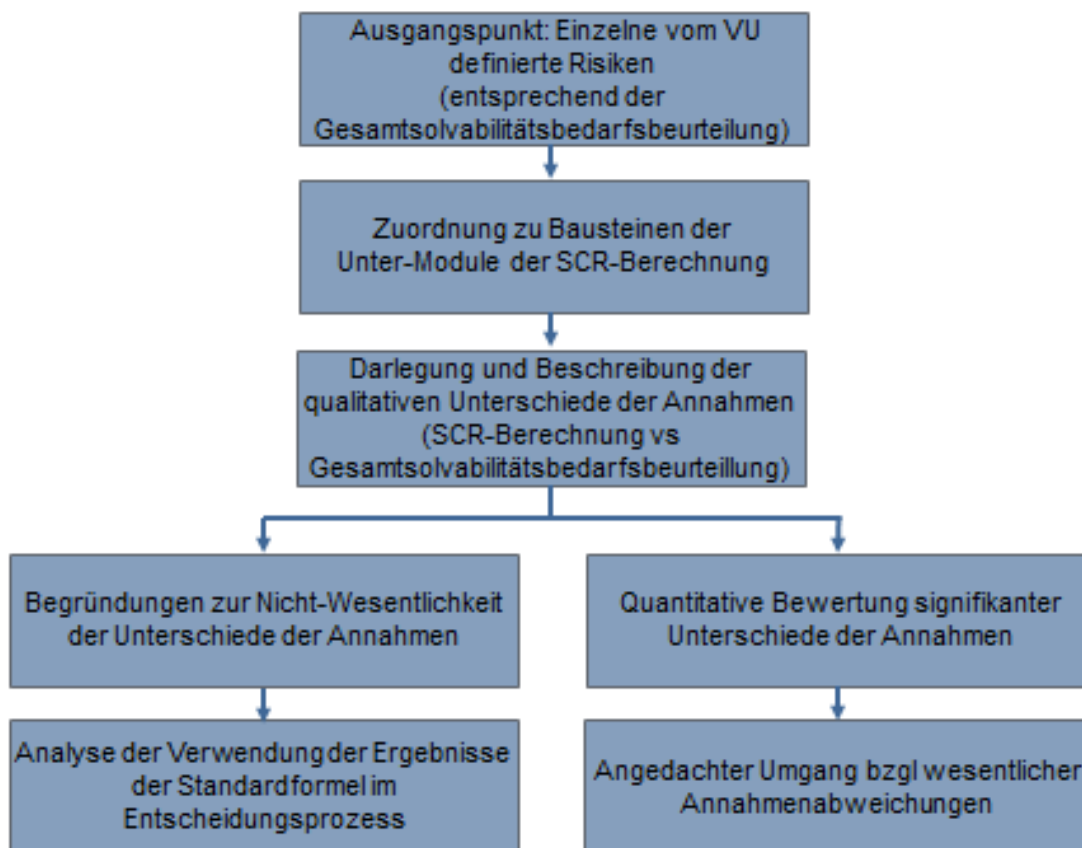 Ausgangspunkt: Einzelne vom VU
definierte Risiken
(entsprechend der
Gesamtsolvabilitätsbedarfsbeurteilung)
Zuordnung zu Bausteinen der
Unter-Module der SCR-Berechnung
Darlegung und Beschreibung der
qualitativen Unterschiede der Annahmen
(SCR-Berechnung vs
Gesamtsolvabilitätsbedarfsbeurteillung)
Begründungen zur Nicht-Wesentlichkeit
der Unterschiede der Annahmen
Quantitative Bewertung signifikanter
Unterschiede der Annahmen
Analyse der Verwendung der Ergebnisse
der Standardformel im
Entscheidungsprozess
Angedachter Umgang bzgl wesentlicher
Annahmenabweichungen